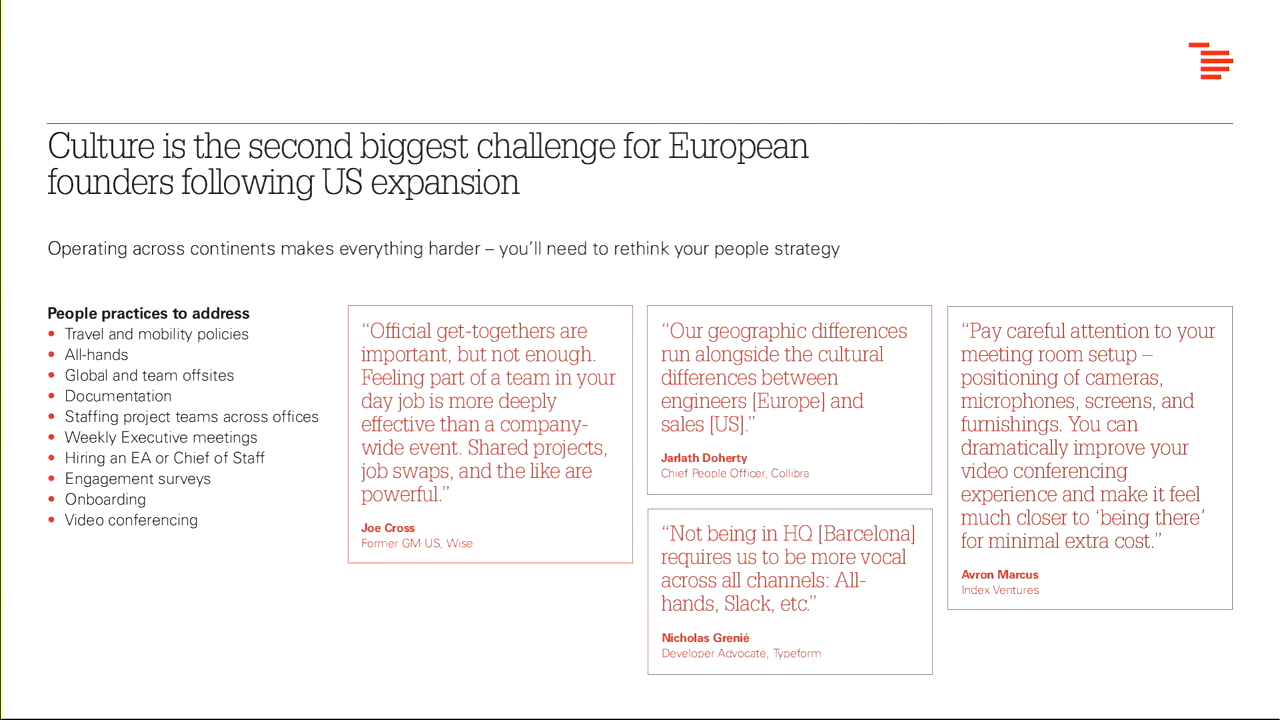 Culture is the second biggest challenge for European
founders following US expansion
Operating across continents makes everything harder – you’ll need to rethink your people strategy
People practices to address
• Travel and mobility policies
• All-hands
• Global and team offsites
• Documentation
• Staffing project teams across offices
• Weekly Executive meetings
• Hiring an EA or Chief of Staff
• Engagement surveys
• Onboarding
• Video conferencing
“Official get-togethers are
important, but not enough.
Feeling part of a team in your
day job is more deeply
effective than a company-
wide event. Shared projects,
job swaps, and the like are
powerful.”
Joe Cross
Former GM US, Wise
“Our geographic differences
run alongside the cultural
differences between
engineers [Europe] and
sales [US].”
Jarlath Doherty
Chief People Officer, Collibra
“Not being in HQ [Barcelona]
requires us to be more vocal
across all channels: All-
hands, Slack, etc.”
Nicholas Grenié
Developer Advocate, Typeform
“Pay careful attention to your
meeting room setup –
positioning of cameras,
microphones, screens, and
furnishings. You can
dramatically improve your
video conferencing
experience and make it feel
much closer to ‘being there’
for minimal extra cost.”
Avron Marcus
Index Ventures